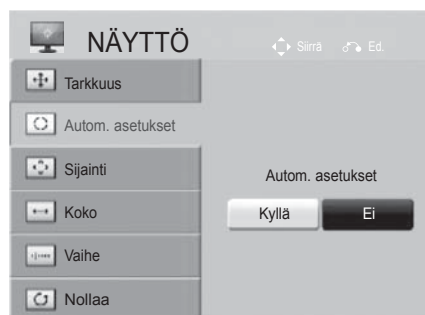 NÄYTTÖ
Siirrä Ed.
Tarkkuus
Autom. asetukset
Sijainti
Koko
Vaihe
Nollaa
Autom. asetukset
Kyllä Ei